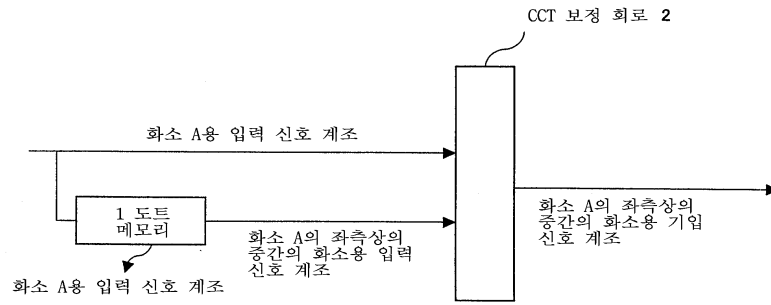 CCT 보정 회로 2
화소 A용 입력 신호 계조
1 도트
메모리
화소 A의 좌측상의
중간의 화소용 입력
신호 계조
화소 A의 좌측상의
중간의 화소용 기입
신호 계조
화소 A용 입력 신호 계조